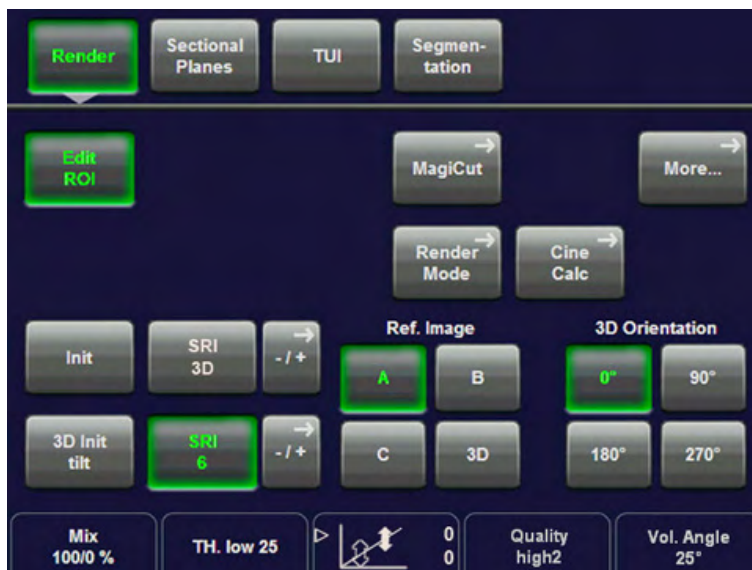 Render
Sectional
Planes
TUI
Segmen-
tation
Edit
ROI
MagiCut
More...
Render
Mode
Cine
Calc
Ref. Image
3D Orientation
Init
SRI
3D
- / +
A
B
0°
90°
3D Init
tilt
SRI
6
- / +
C
3D
180°
270°
Mix
100/0 %
TH. low 25
0
0
Quality
high2
Vol. Angle
25°